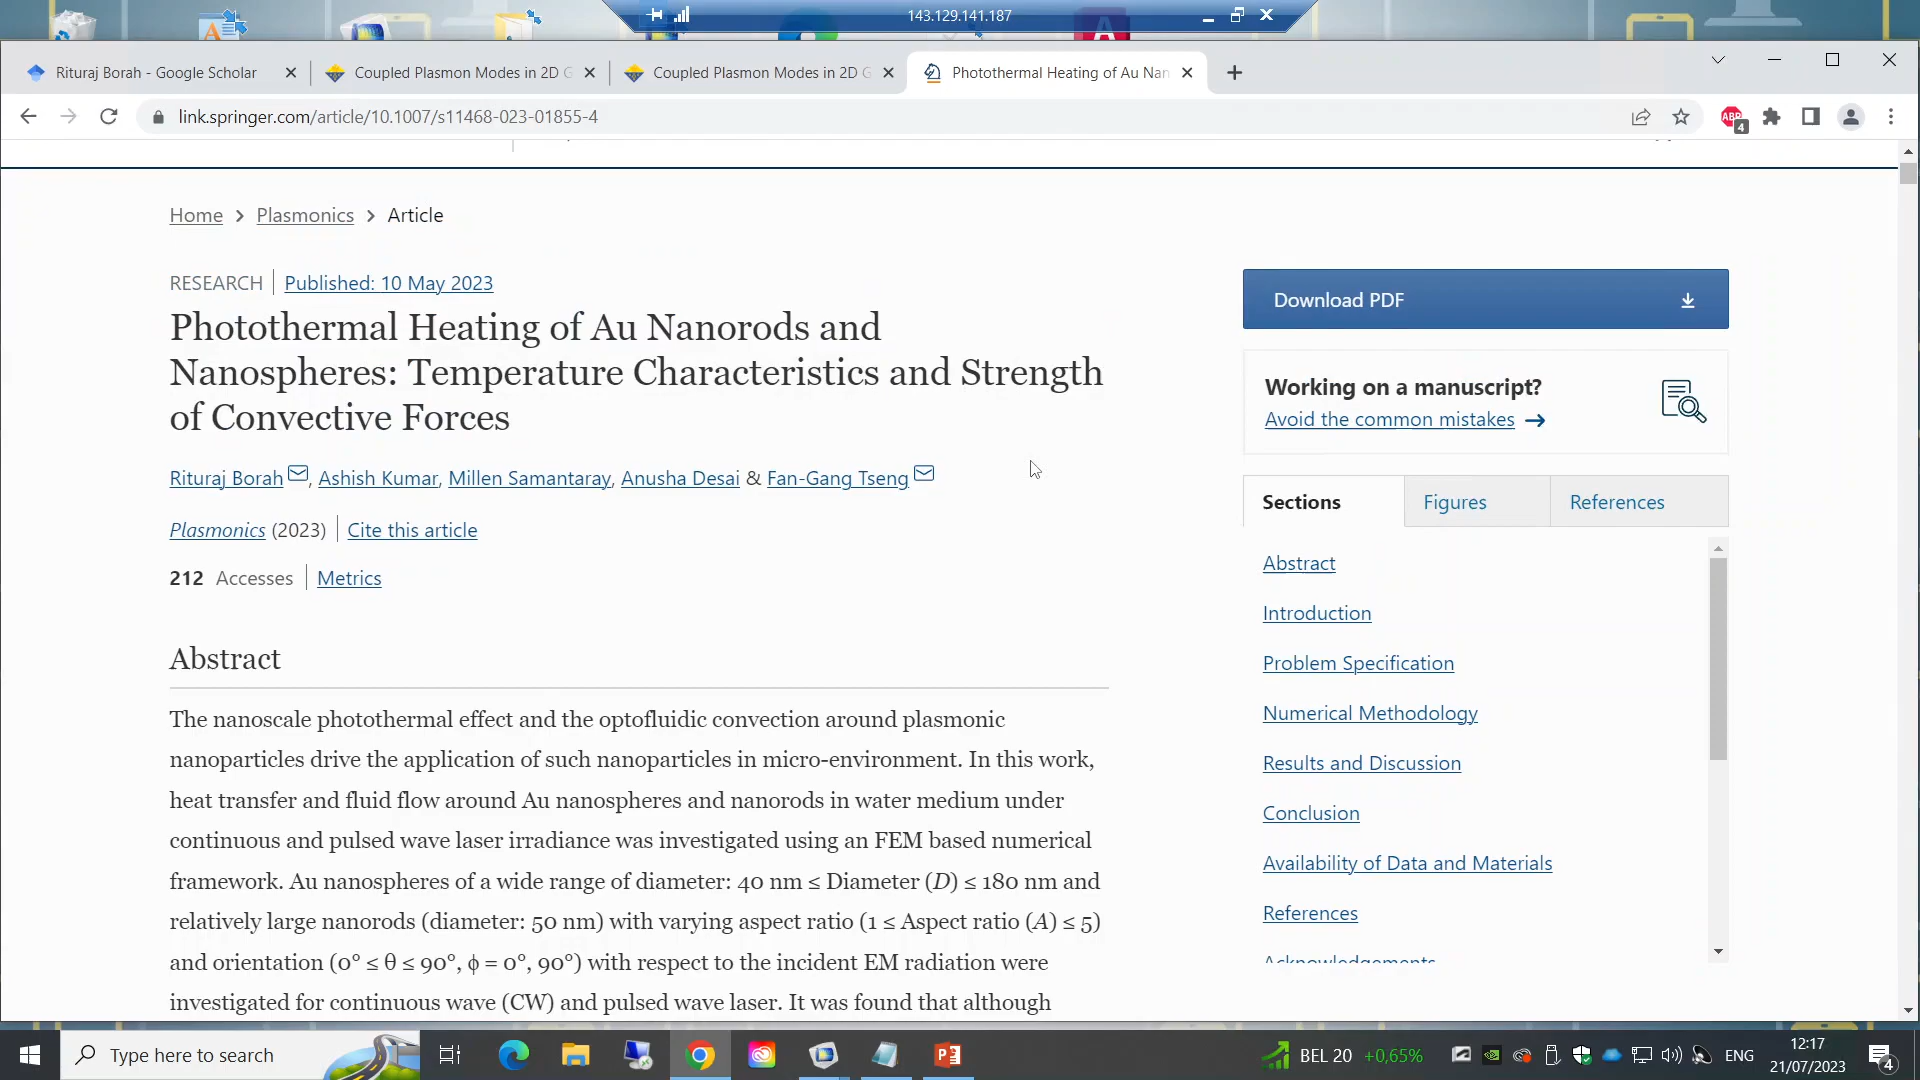 143.129.141.187
Rituraj Borah - Google Scholar
Coupled Plasmon Modes in 2D G
Coupled Plasmon Modes in 2D G
Photothermal Heating of Au Nan
link.springer.com/article/10.1007/s11468-023-01855-4
ABP
4
Home > Plasmonics > Article
RESEARCH | Published: 10 May 2023
Photothermal Heating of Au Nanorods and
Nanospheres: Temperature Characteristics and Strength
of Convective Forces
Rituraj Borah, Ashish Kumar, Millen Samantaray, Anusha Desai & Fan-Gang Tseng
Plasmonics (2023) | Cite this article
212 Accesses | Metrics
Abstract
The nanoscale photothermal effect and the optofluidic convection around plasmonic
nanoparticles drive the application of such nanoparticles in micro-environment. In this work,
heat transfer and fluid flow around Au nanospheres and nanorods in water medium under
continuous and pulsed wave laser irradiance was investigated using an FEM based numerical
framework. Au nanospheres of a wide range of diameter: 40 nm ≤ Diameter (D) ≤ 180 nm and
relatively large nanorods (diameter: 50 nm) with varying aspect ratio (1 ≤ Aspect ratio (A) ≤ 5)
and orientation (0° ≤ θ ≤ 90°, ϕ = 0°, 90°) with respect to the incident EM radiation were
investigated for continuous wave (CW) and pulsed wave laser. It was found that although
Download PDF
Working on a manuscript?
Avoid the common mistakes →
Sections
Figures
References
Abstract
Introduction
Problem Specification
Numerical Methodology
Results and Discussion
Conclusion
Availability of Data and Materials
References
Acknowledgements
Type here to search
BEL 20 +0,65%
ENG
12:17
21/07/2023
4